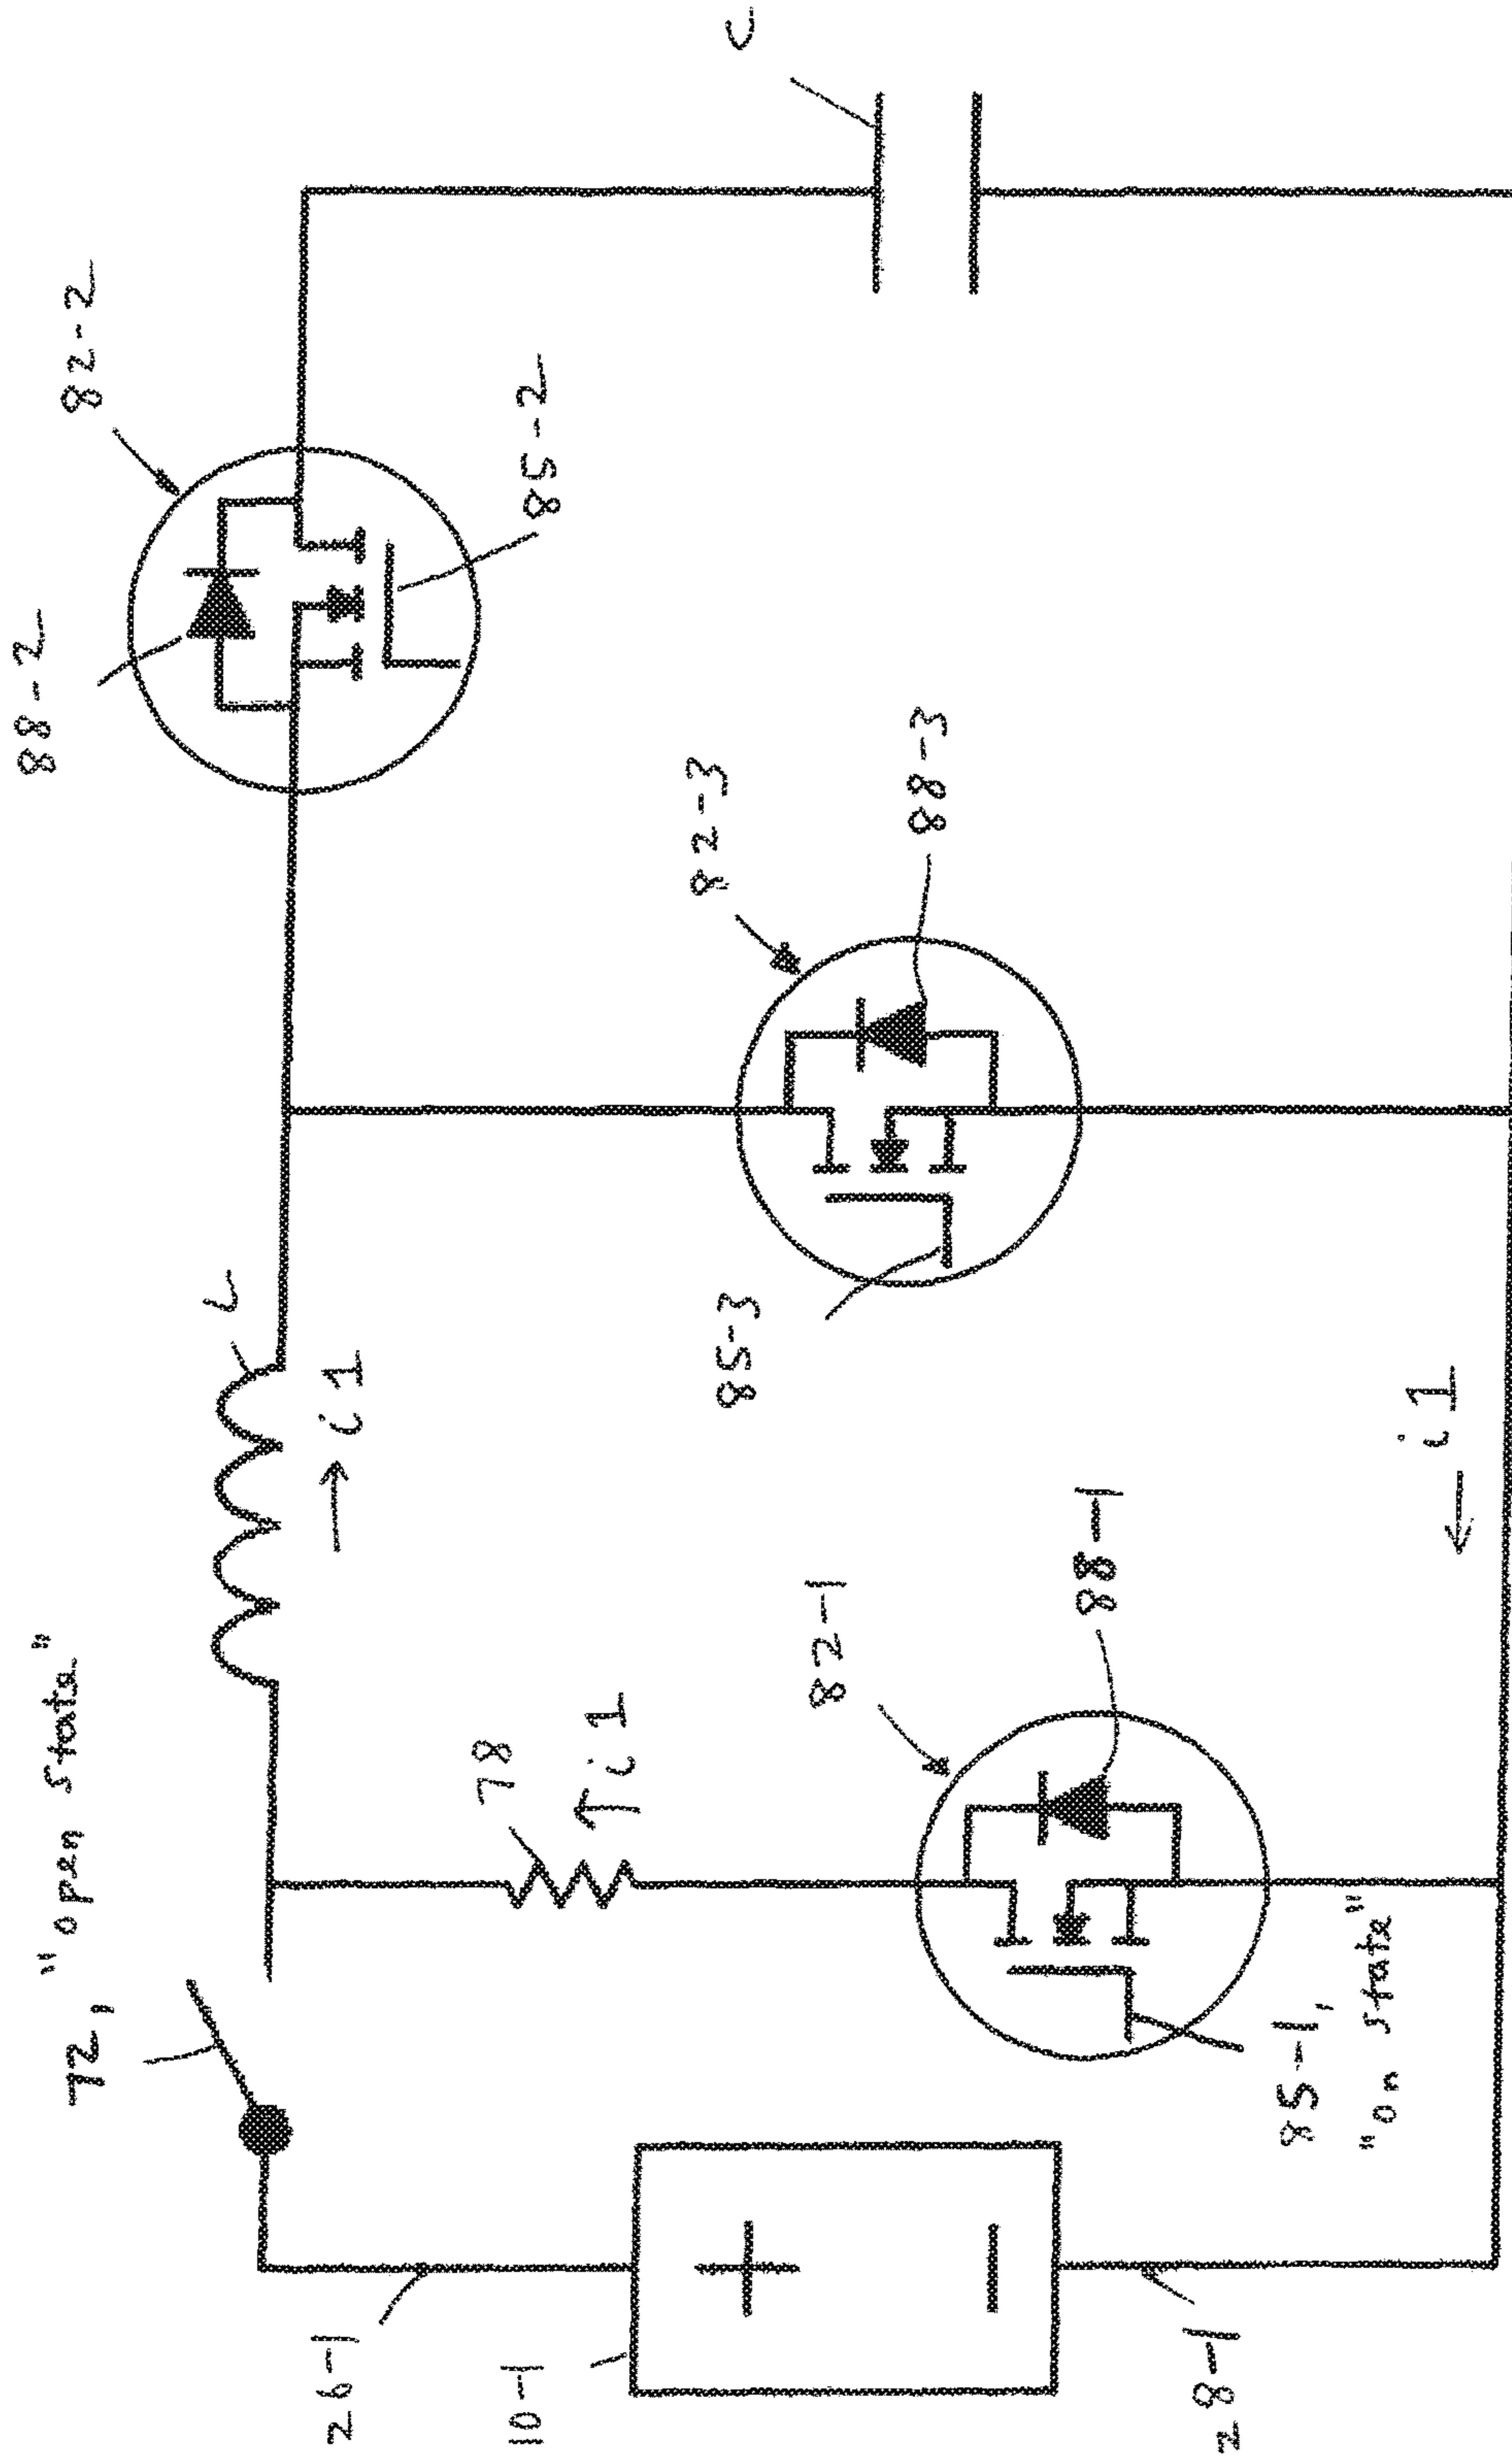 72,
"open state"
L
→ i1
88-2
82-2
85-2
C
26-1
10-1
+
−
28-1
78
↑ i1
82-1
88-1
85-1,
"on state"
82-3
88-3
85-3
← i1